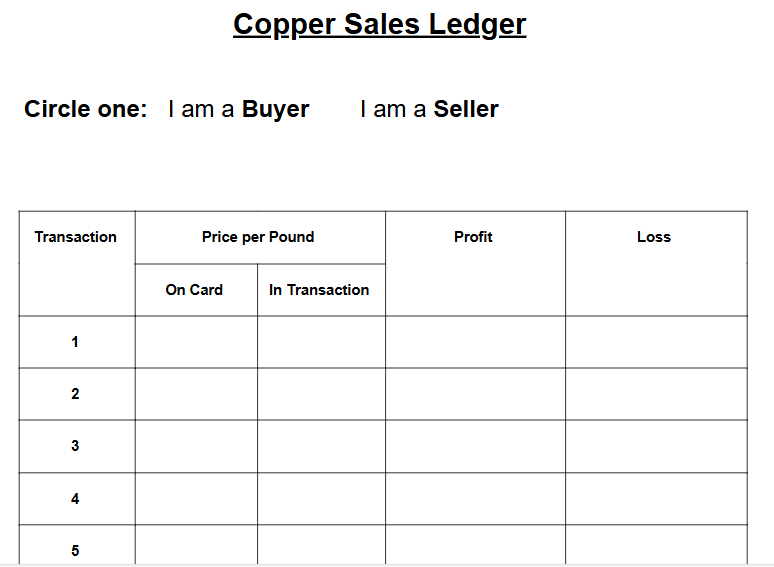 Copper Sales Ledger
Circle one: I am a Buyer I am a Seller
Transaction Price per Pound Profit Loss
On Card In Transaction
1
2
3
4
5